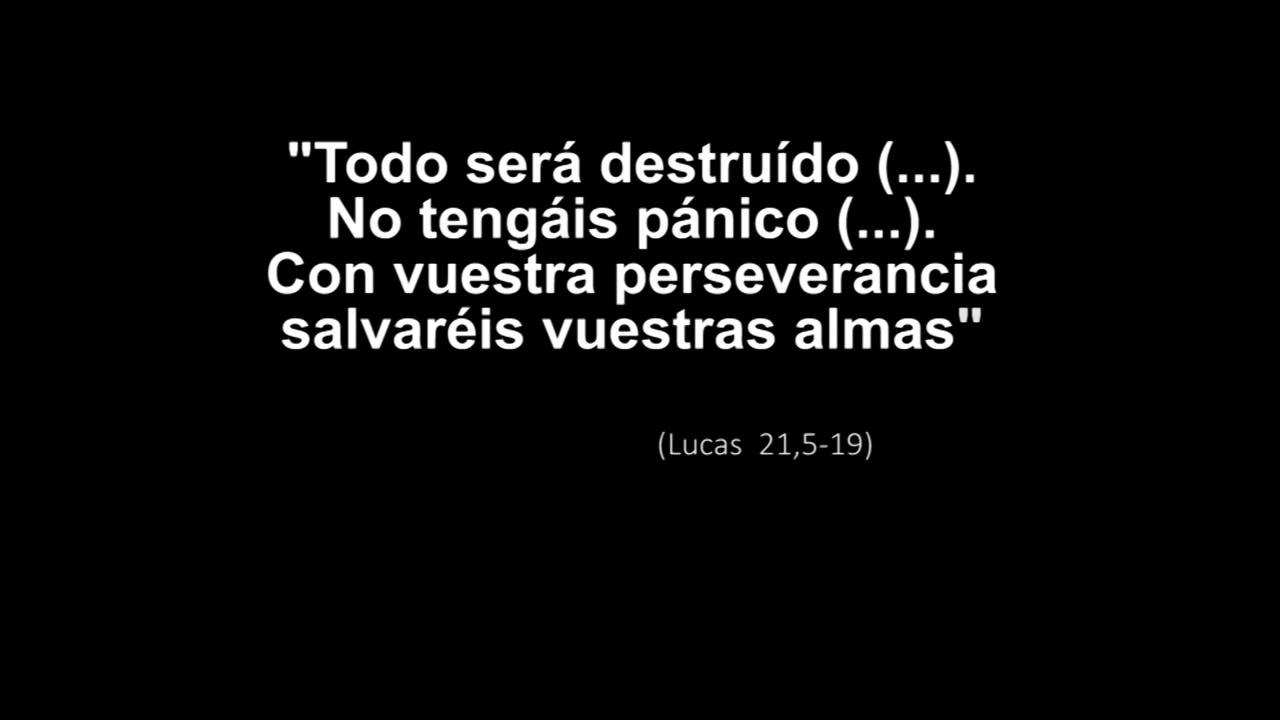 "Todo será destruído (...).
No tengáis pánico (...).
Con vuestra perseverancia
salvaréis vuestras almas"
(Lucas 21,5-19)